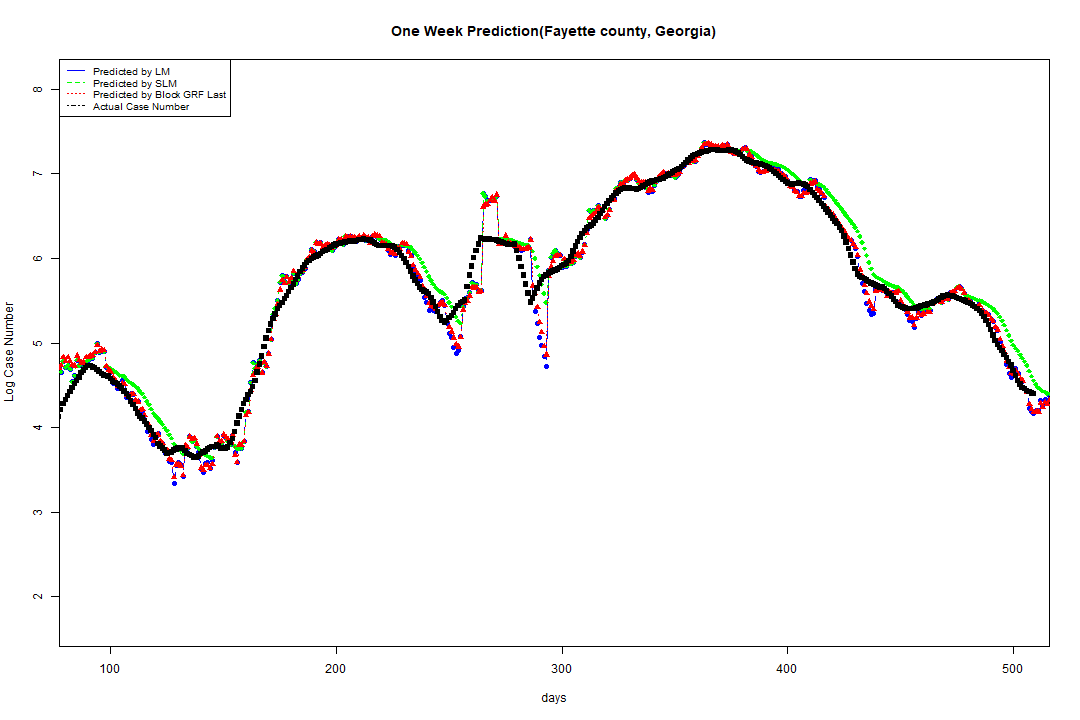 One Week Prediction(Fayette county, Georgia)
Predicted by LM
Predicted by SLM
Predicted by Block GRF Last
Actual Case Number
8
7
6
5
4
3
2
Log Case Number
100 200 300 400 500
days